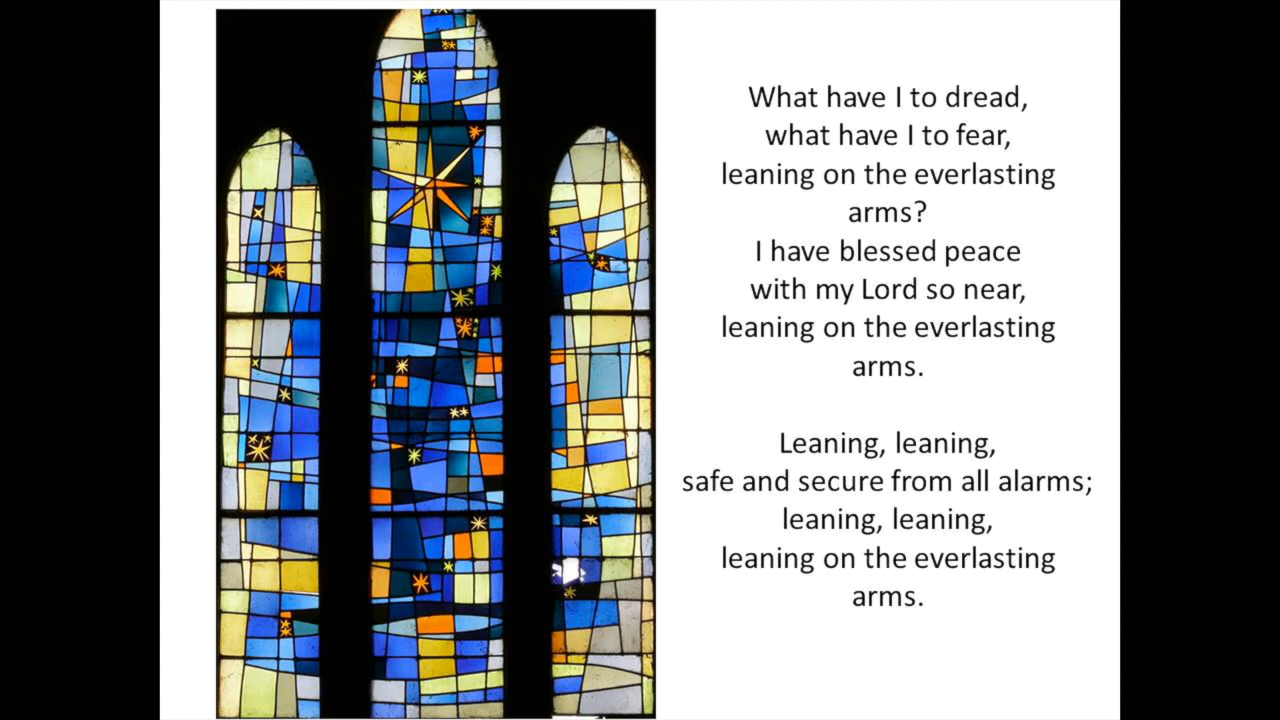 What have I to dread,
what have I to fear,
leaning on the everlasting
arms?
I have blessed peace
with my Lord so near,
leaning on the everlasting
arms.
Leaning, leaning,
safe and secure from all alarms;
leaning, leaning,
leaning on the everlasting
arms.